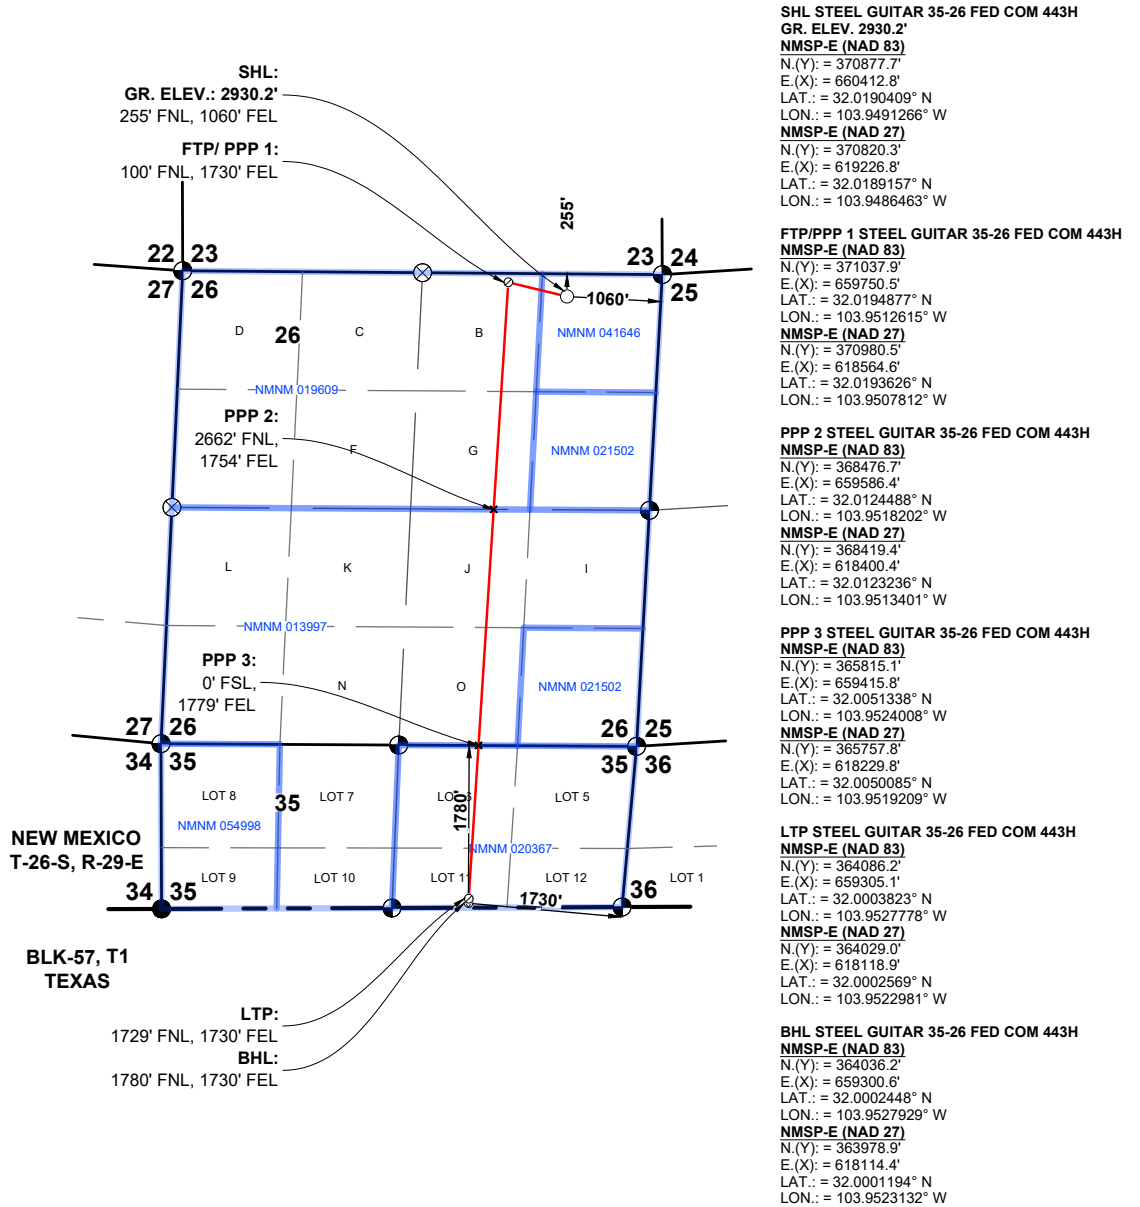 SHL:
GR. ELEV.: 2930.2'
255' FNL, 1060' FEL
FTP/ PPP 1:
100' FNL, 1730' FEL
255'
22 23
27 26
23 24
25
1060'
D
26
C
B
NMNM 041646
NMNM 019609
PPP 2:
2662' FNL,
1754' FEL
F
G
NMNM 021502
L
K
J
I
NMNM 013997
PPP 3:
0' FSL,
1779' FEL
N
O
NMNM 021502
27 26
34 35
26 25
35 36
LOT 8
35
LOT 7
LOT 6
LOT 5
1780'
NMNM 054998
NMNM 020367
NEW MEXICO
T-26-S, R-29-E
LOT 9
LOT 10
LOT 11
LOT 12
LOT 1
34 35
36
1730'
BLK-57, T1
TEXAS
LTP:
1729' FNL, 1730' FEL
BHL:
1780' FNL, 1730' FEL
SHL STEEL GUITAR 35-26 FED COM 443H
GR. ELEV. 2930.2'
NMSP-E (NAD 83)
N.(Y): = 370877.7'
E.(X): = 660412.8'
LAT.: = 32.0190409° N
LON.: = 103.9491266° W
NMSP-E (NAD 27)
N.(Y): = 370820.3'
E.(X): = 619226.8'
LAT.: = 32.0189157° N
LON.: = 103.9486463° W
FTP/PPP 1 STEEL GUITAR 35-26 FED COM 443H
NMSP-E (NAD 83)
N.(Y): = 371037.9'
E.(X): = 659750.5'
LAT.: = 32.0194877° N
LON.: = 103.9512615° W
NMSP-E (NAD 27)
N.(Y): = 370980.5'
E.(X): = 618564.6'
LAT.: = 32.0193626° N
LON.: = 103.9507812° W
PPP 2 STEEL GUITAR 35-26 FED COM 443H
NMSP-E (NAD 83)
N.(Y): = 368476.7'
E.(X): = 659586.4'
LAT.: = 32.0124488° N
LON.: = 103.9518202° W
NMSP-E (NAD 27)
N.(Y): = 368419.4'
E.(X): = 618400.4'
LAT.: = 32.0123236° N
LON.: = 103.9513401° W
PPP 3 STEEL GUITAR 35-26 FED COM 443H
NMSP-E (NAD 83)
N.(Y): = 365815.1'
E.(X): = 659415.8'
LAT.: = 32.0051338° N
LON.: = 103.9524008° W
NMSP-E (NAD 27)
N.(Y): = 365757.8'
E.(X): = 618229.8'
LAT.: = 32.0050085° N
LON.: = 103.9519209° W
LTP STEEL GUITAR 35-26 FED COM 443H
NMSP-E (NAD 83)
N.(Y): = 364086.2'
E.(X): = 659305.1'
LAT.: = 32.0003823° N
LON.: = 103.9527778° W
NMSP-E (NAD 27)
N.(Y): = 364029.0'
E.(X): = 618118.9'
LAT.: = 32.0002569° N
LON.: = 103.9522981° W
BHL STEEL GUITAR 35-26 FED COM 443H
NMSP-E (NAD 83)
N.(Y): = 364036.2'
E.(X): = 659300.6'
LAT.: = 32.0002448° N
LON.: = 103.9527929° W
NMSP-E (NAD 27)
N.(Y): = 363978.9'
E.(X): = 618114.4'
LAT.: = 32.0001194° N
LON.: = 103.9523132° W